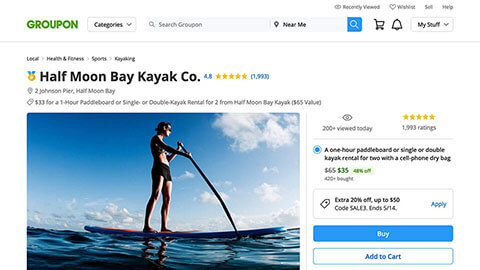 Recently Viewed Wishlist Sell Help
GROUPON Categories Search Groupon Near Me My Stuff
Local > Health & Fitness > Sports > Kayaking
Half Moon Bay Kayak Co. 4.8 (1,993)
2 Johnson Pier, Half Moon Bay
$33 for a 1-Hour Paddleboard or Single- or Double-Kayak Rental for 2 from Half Moon Bay Kayak ($65 Value)
200+ viewed today
1,993 ratings
A one-hour paddleboard or single or double
kayak rental for two with a cell-phone dry bag
$65 $35 48% off
420+ bought
Extra 20% off, up to $50
Code SALE3. Ends 5/14.
Apply
Buy
Add to Cart